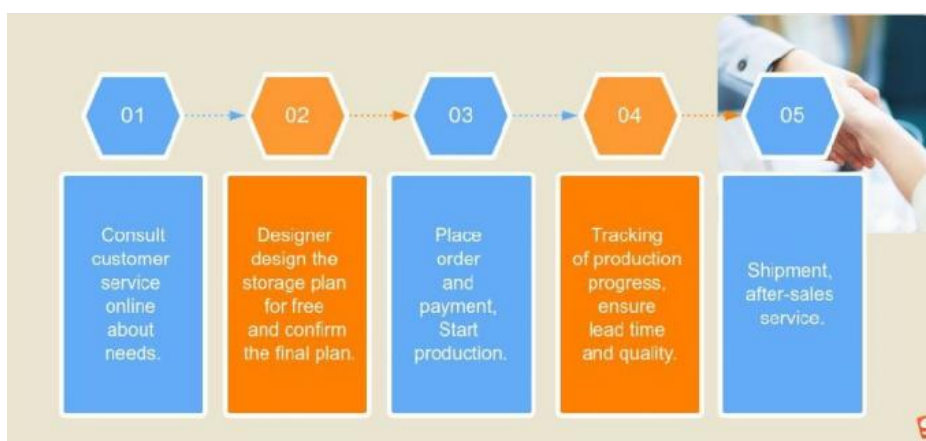 01
02
03
04
05
Consult
customer
service
online
about
needs.
Designer
design the
storage plan
for free
and confirm
the final plan.
Place
order
and
payment,
Start
production.
Tracking
of production
progress,
ensure
lead time
and quality.
Shipment,
after-sales
service.